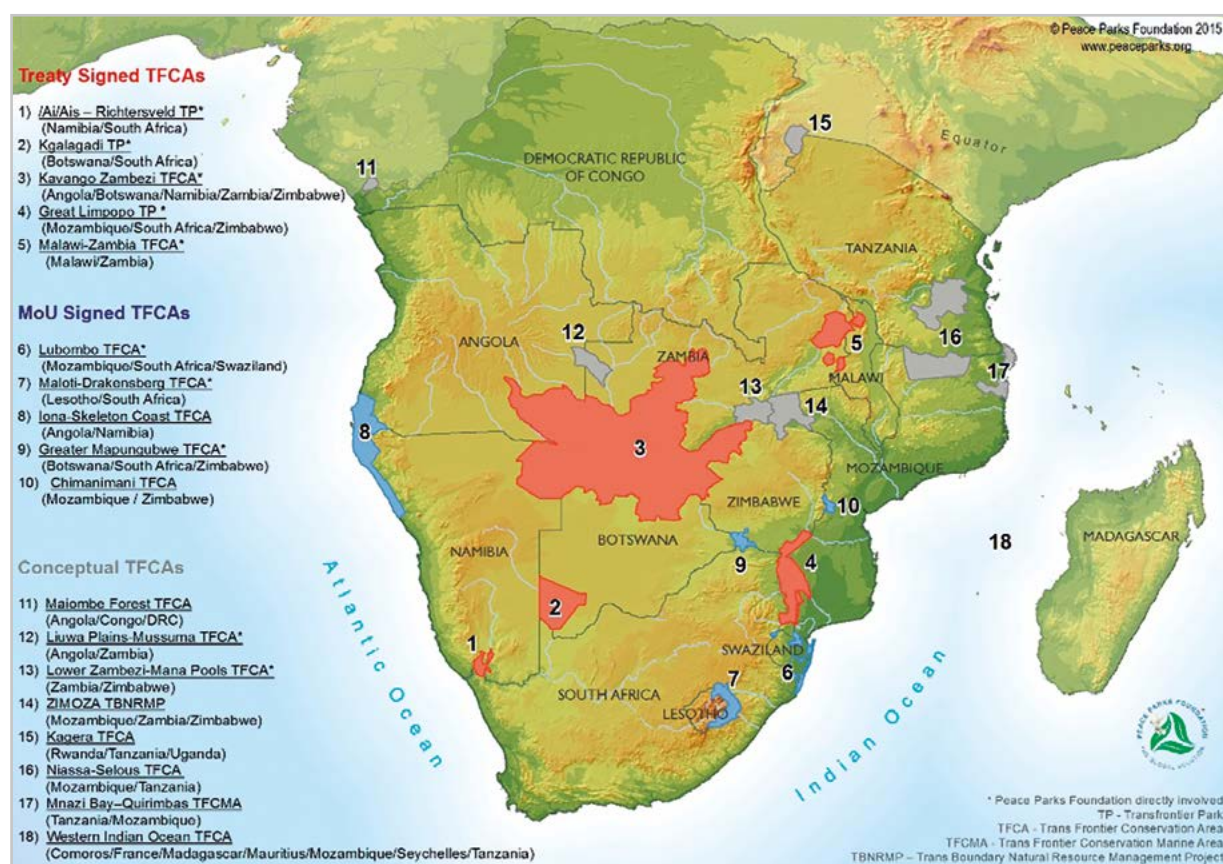 © Peace Parks Foundation 2015
www.peaceparks.org
Treaty Signed TFCAs
1) /Ai/Ais – Richtersveld TP*
(Namibia/South Africa)
2) Kgalagadi TP*
(Botswana/South Africa)
3) Kavango Zambezi TFCA*
(Angola/Botswana/Namibia/Zambia/Zimbabwe)
4) Great Limpopo TP *
(Mozambique/South Africa/Zimbabwe)
5) Malawi-Zambia TFCA*
(Malawi/Zambia)
MoU Signed TFCAs
6) Lubombo TFCA*
(Mozambique/South Africa/Swaziland)
7) Maloti-Drakensberg TFCA*
(Lesotho/South Africa)
8) Iona-Skeleton Coast TFCA
(Angola/Namibia)
9) Greater Mapungubwe TFCA*
(Botswana/South Africa/Zimbabwe)
10) Chimanimani TFCA
(Mozambique / Zimbabwe)
Conceptual TFCAs
11) Maiombe Forest TFCA
(Angola/Congo/DRC)
12) Liuwa Plains-Mussuma TFCA*
(Angola/Zambia)
13) Lower Zambezi-Mana Pools TFCA*
(Zambia/Zimbabwe)
14) ZIMOZA TBNRMP
(Mozambique/Zambia/Zimbabwe)
15) Kagera TFCA
(Rwanda/Tanzania/Uganda)
16) Niassa-Selous TFCA
(Mozambique/Tanzania)
17) Mnazi Bay–Quirimbas TFCMA
(Tanzania/Mozambique)
18) Western Indian Ocean TFCA
(Comoros/France/Madagascar/Mauritius/Mozambique/Seychelles/Tanzania)
15
Equator
11
DEMOCRATIC REPUBLIC
OF CONGO
TANZANIA
16
12
ANGOLA
ZAMBIA
5
MALAWI
17
13
14
8
3
MOZAMBIQUE
ZIMBABWE
10
MADAGASCAR
18
BOTSWANA
NAMIBIA
9
4
2
1
SWAZILAND
6
7
SOUTH AFRICA
LESOTHO
Atlantic Ocean
Indian Ocean
PEACE PARKS FOUNDATION
* Peace Parks Foundation directly involved
TP - Transfrontier Park
TFCA - Trans Frontier Conservation Area
TFCMA - Trans Frontier Conservation Marine Area
TBNRMP – Trans Boundary Natural Resource Management Project